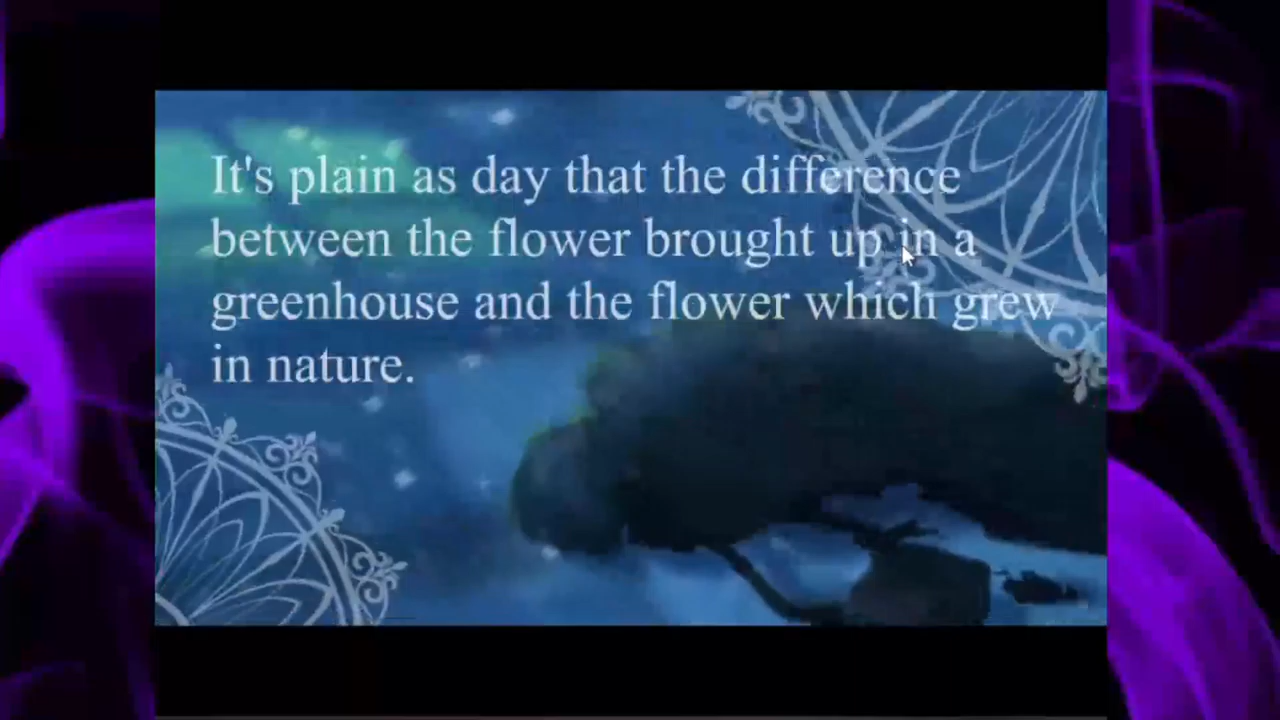 It's plain as day that the difference
between the flower brought up in a
greenhouse and the flower which grew
in nature.